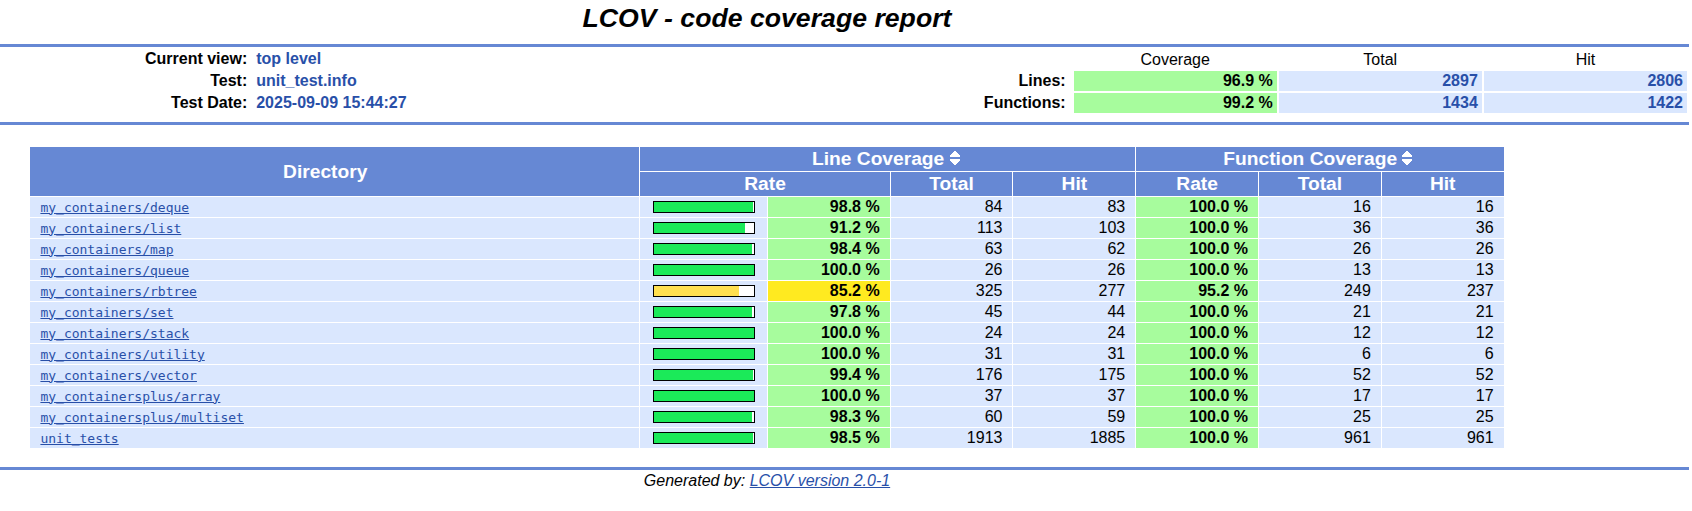 LCOV - code coverage report
Current view: top level Coverage Total Hit
Test: unit_test.info Lines: 96.9 % 2897 2806
Test Date: 2025-09-09 15:44:27 Functions: 99.2 % 1434 1422
Directory Line Coverage Function Coverage
Rate Total Hit Rate Total Hit
my_containers/deque 98.8 % 84 83 100.0 % 16 16
my_containers/list 91.2 % 113 103 100.0 % 36 36
my_containers/map 98.4 % 63 62 100.0 % 26 26
my_containers/queue 100.0 % 26 26 100.0 % 13 13
my_containers/rbtree 85.2 % 325 277 95.2 % 249 237
my_containers/set 97.8 % 45 44 100.0 % 21 21
my_containers/stack 100.0 % 24 24 100.0 % 12 12
my_containers/utility 100.0 % 31 31 100.0 % 6 6
my_containers/vector 99.4 % 176 175 100.0 % 52 52
my_containersplus/array 100.0 % 37 37 100.0 % 17 17
my_containersplus/multiset 98.3 % 60 59 100.0 % 25 25
unit_tests 98.5 % 1913 1885 100.0 % 961 961
Generated by: LCOV version 2.0-1